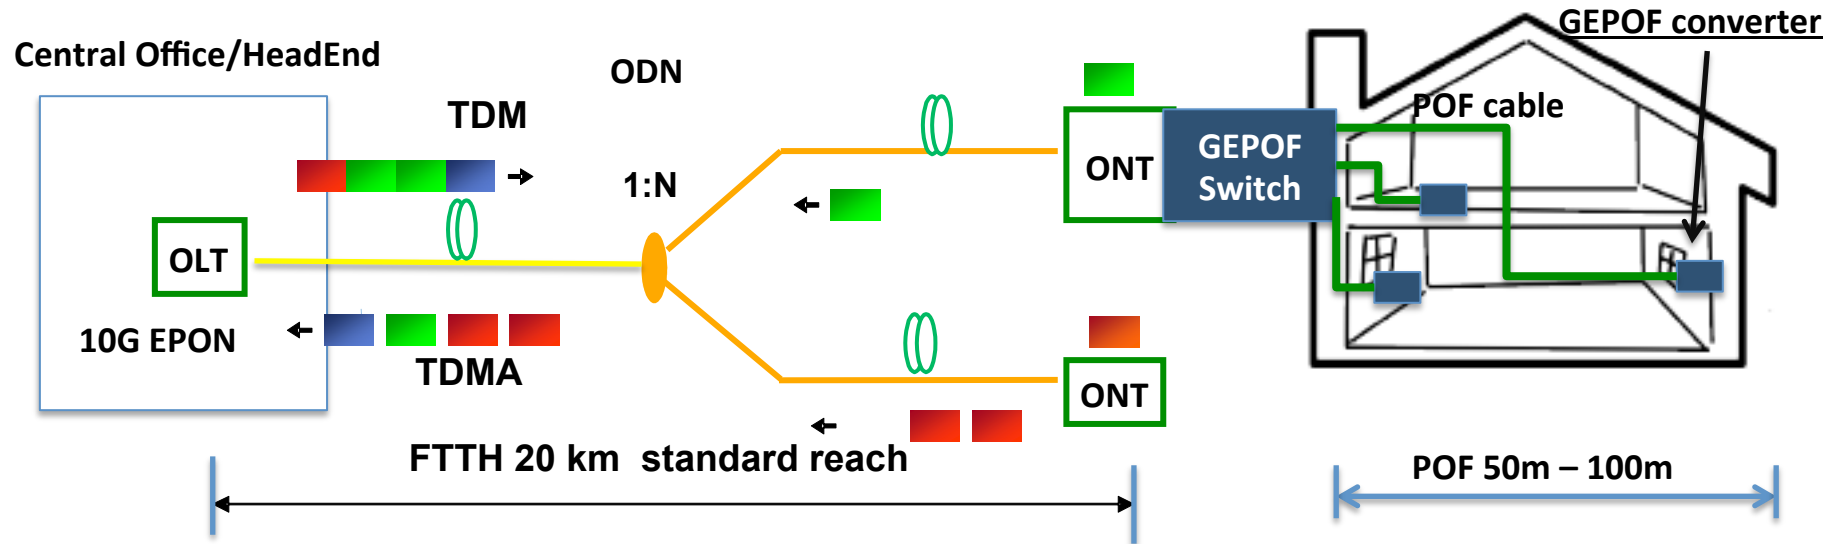 Central Office/HeadEnd
ODN
GEPOF converter
TDM
POF cable
1:N
ONT
GEPOF
Switch
OLT
10G EPON
TDMA
ONT
FTTH 20 km  standard reach
POF 50m – 100m